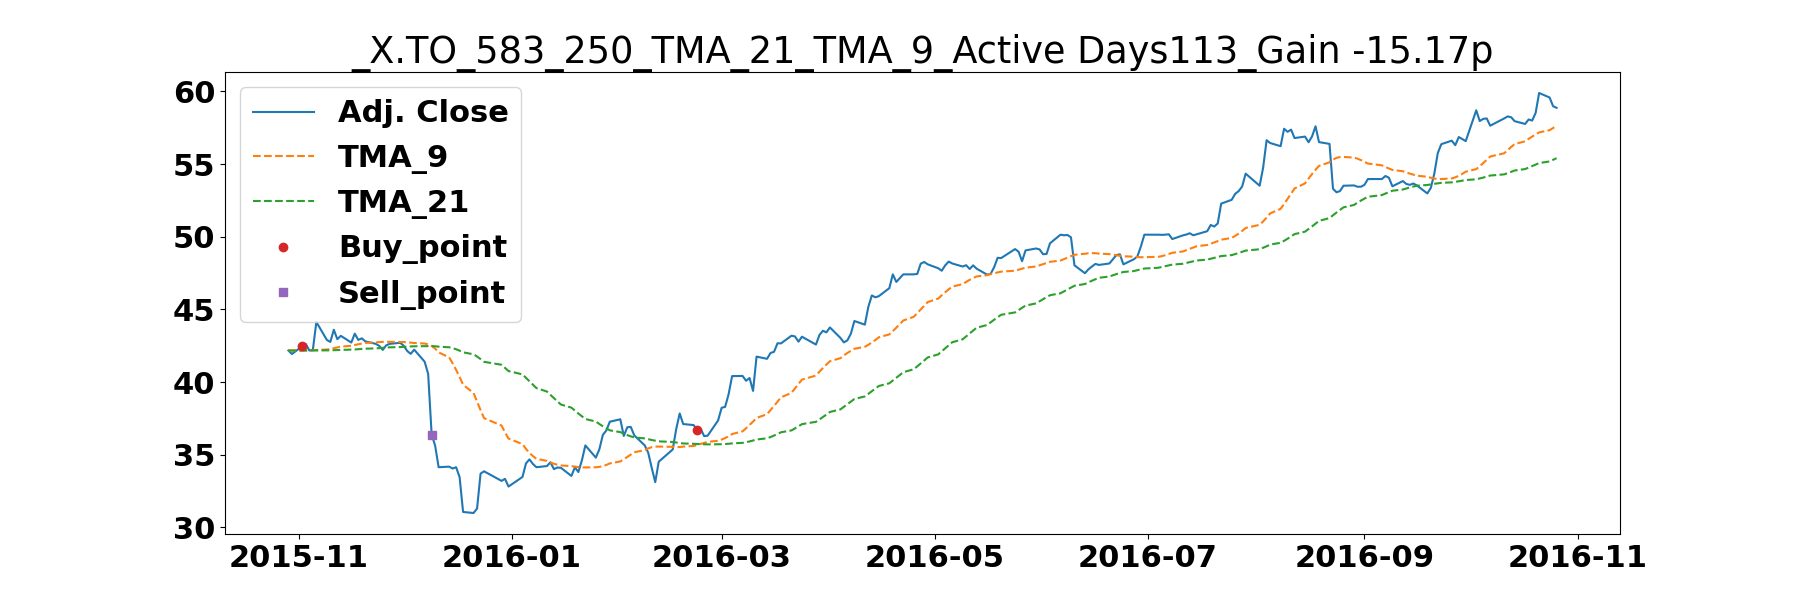 _X.TO_583_250_TMA_21_TMA_9_Active Days113_Gain -15.17p
60
55
50
45
40
35
30
Adj. Close
TMA_9
TMA_21
Buy_point
Sell_point
2015-11 2016-01 2016-03 2016-05 2016-07 2016-09 2016-11